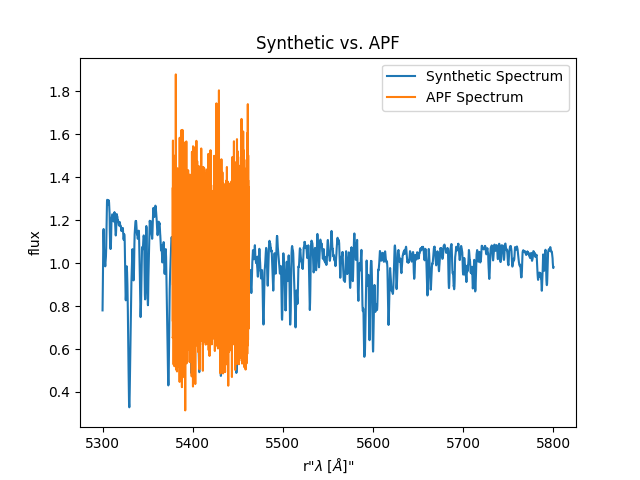 Synthetic vs. APF
Synthetic Spectrum
APF Spectrum
flux
1.8
1.6
1.4
1.2
1.0
0.8
0.6
0.4
5300 5400 5500 5600 5700 5800
r"λ [Å]"